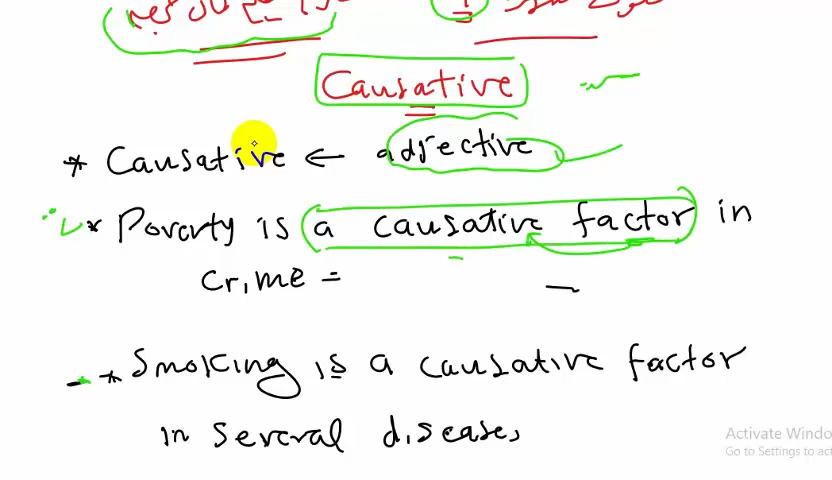 Causative
* Causative ← adjective
* Poverty is a causative factor in
crime =
* Smoking is a causative factor
in several diseases
Activate Windo
Go to Settings to act